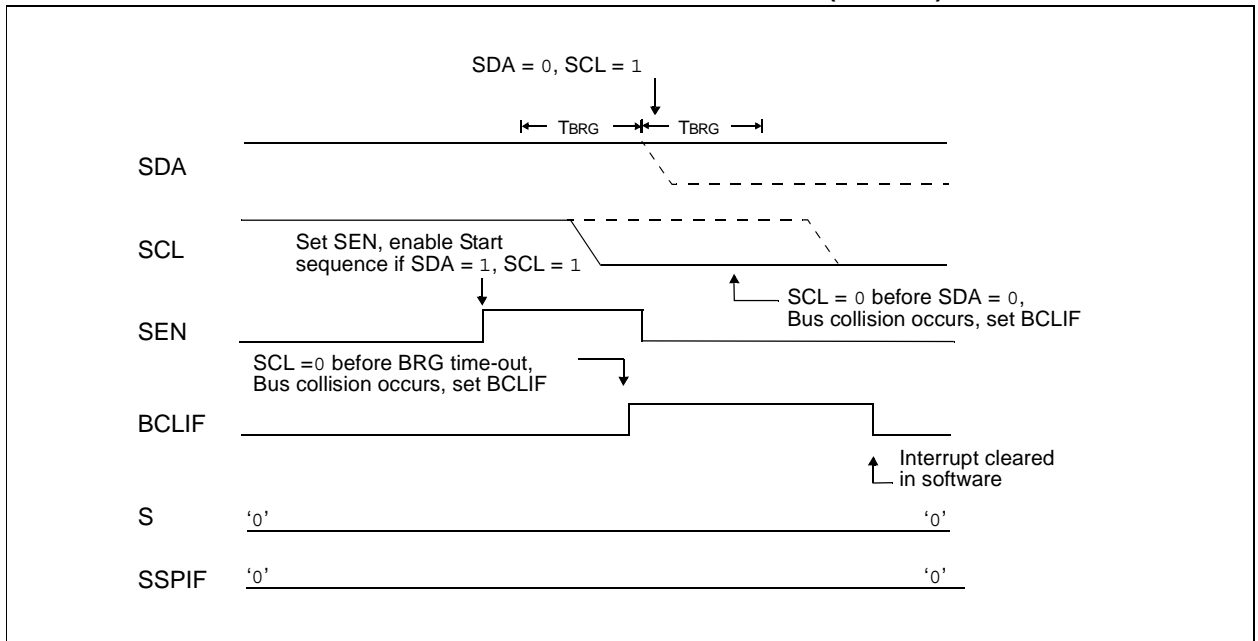 SDA = 0, SCL = 1
TBRG TBRG
SDA
SCL
Set SEN, enable Start
sequence if SDA = 1, SCL = 1
SCL = 0 before SDA = 0,
Bus collision occurs, set BCLIF
SEN
SCL =0 before BRG time-out,
Bus collision occurs, set BCLIF
BCLIF
Interrupt cleared
in software
S ‘0’ ‘0’
SSPIF ‘0’ ‘0’